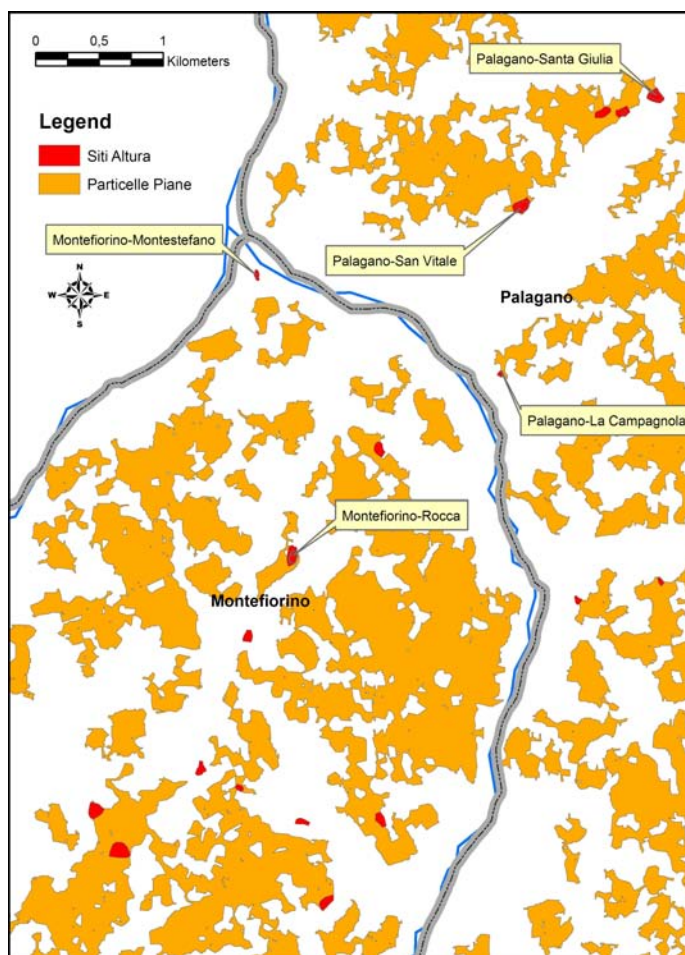 0 0,5 1
Kilometers
Palagano-Santa Giulia
Legend
Siti Altura
Particelle Piane
Montefiorino-Montestefano
Palagano-San Vitale
N
W E
S
Palagano
Palagano-La Campagnola
Montefiorino-Rocca
Montefiorino